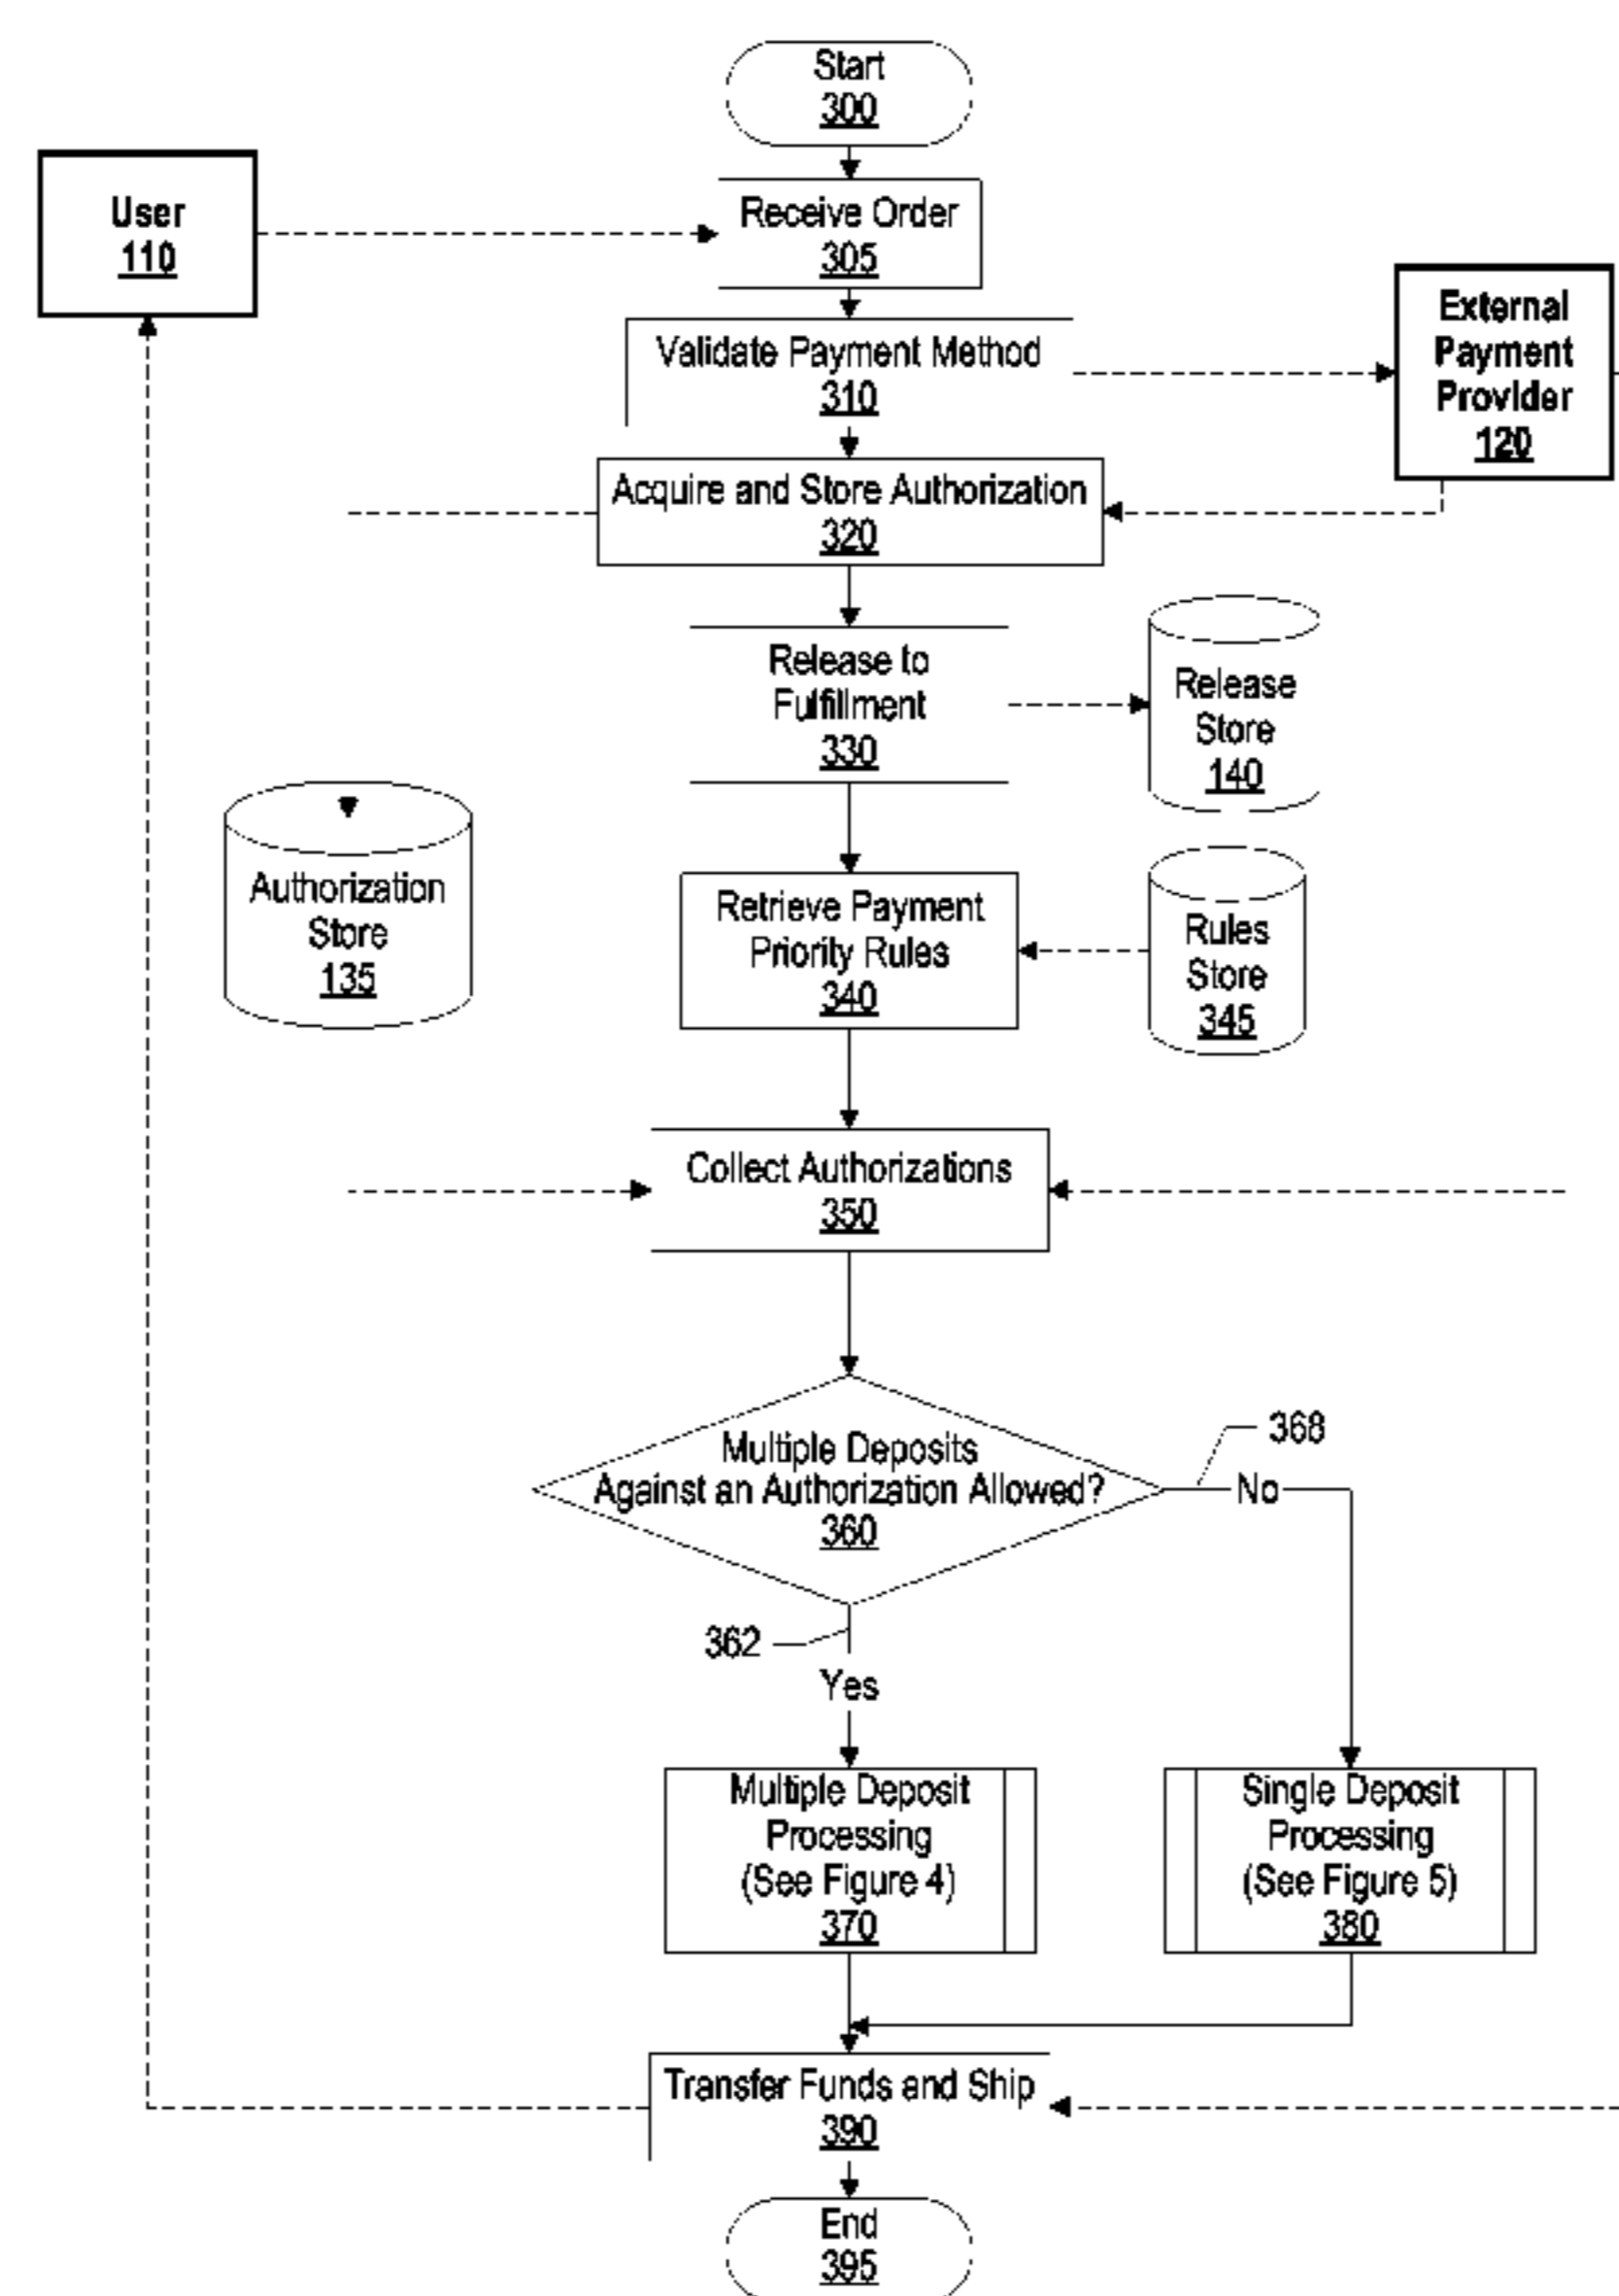 Start
300
User
110
Receive Order
305
External
Payment
Provider
120
Validate Payment Method
310
Acquire and Store Authorization
320
Release to
Fulfillment
330
Release
Store
140
Authorization
Store
135
Retrieve Payment
Priority Rules
340
Rules
Store
345
Collect Authorizations
350
Multiple Deposits
Against an Authorization Allowed?
360
368
No
362
Yes
Multiple Deposit
Processing
(See Figure 4)
370
Single Deposit
Processing
(See Figure 5)
380
Transfer Funds and Ship
390
End
395